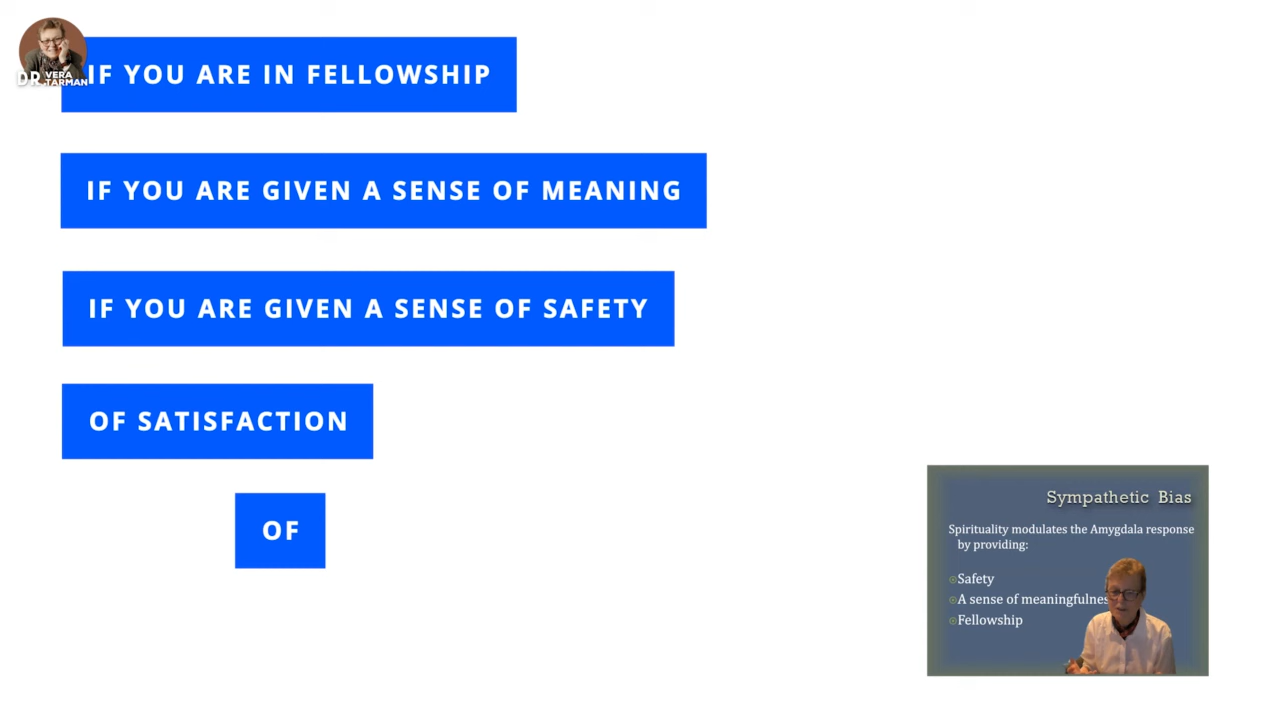 DR. VERA
TARMAN
IF YOU ARE IN FELLOWSHIP
IF YOU ARE GIVEN A SENSE OF MEANING
IF YOU ARE GIVEN A SENSE OF SAFETY
OF SATISFACTION
OF
Sympathetic Bias
Spirituality modulates the Amygdala response
by providing:
Safety
A sense of meaningfulnes
Fellowship